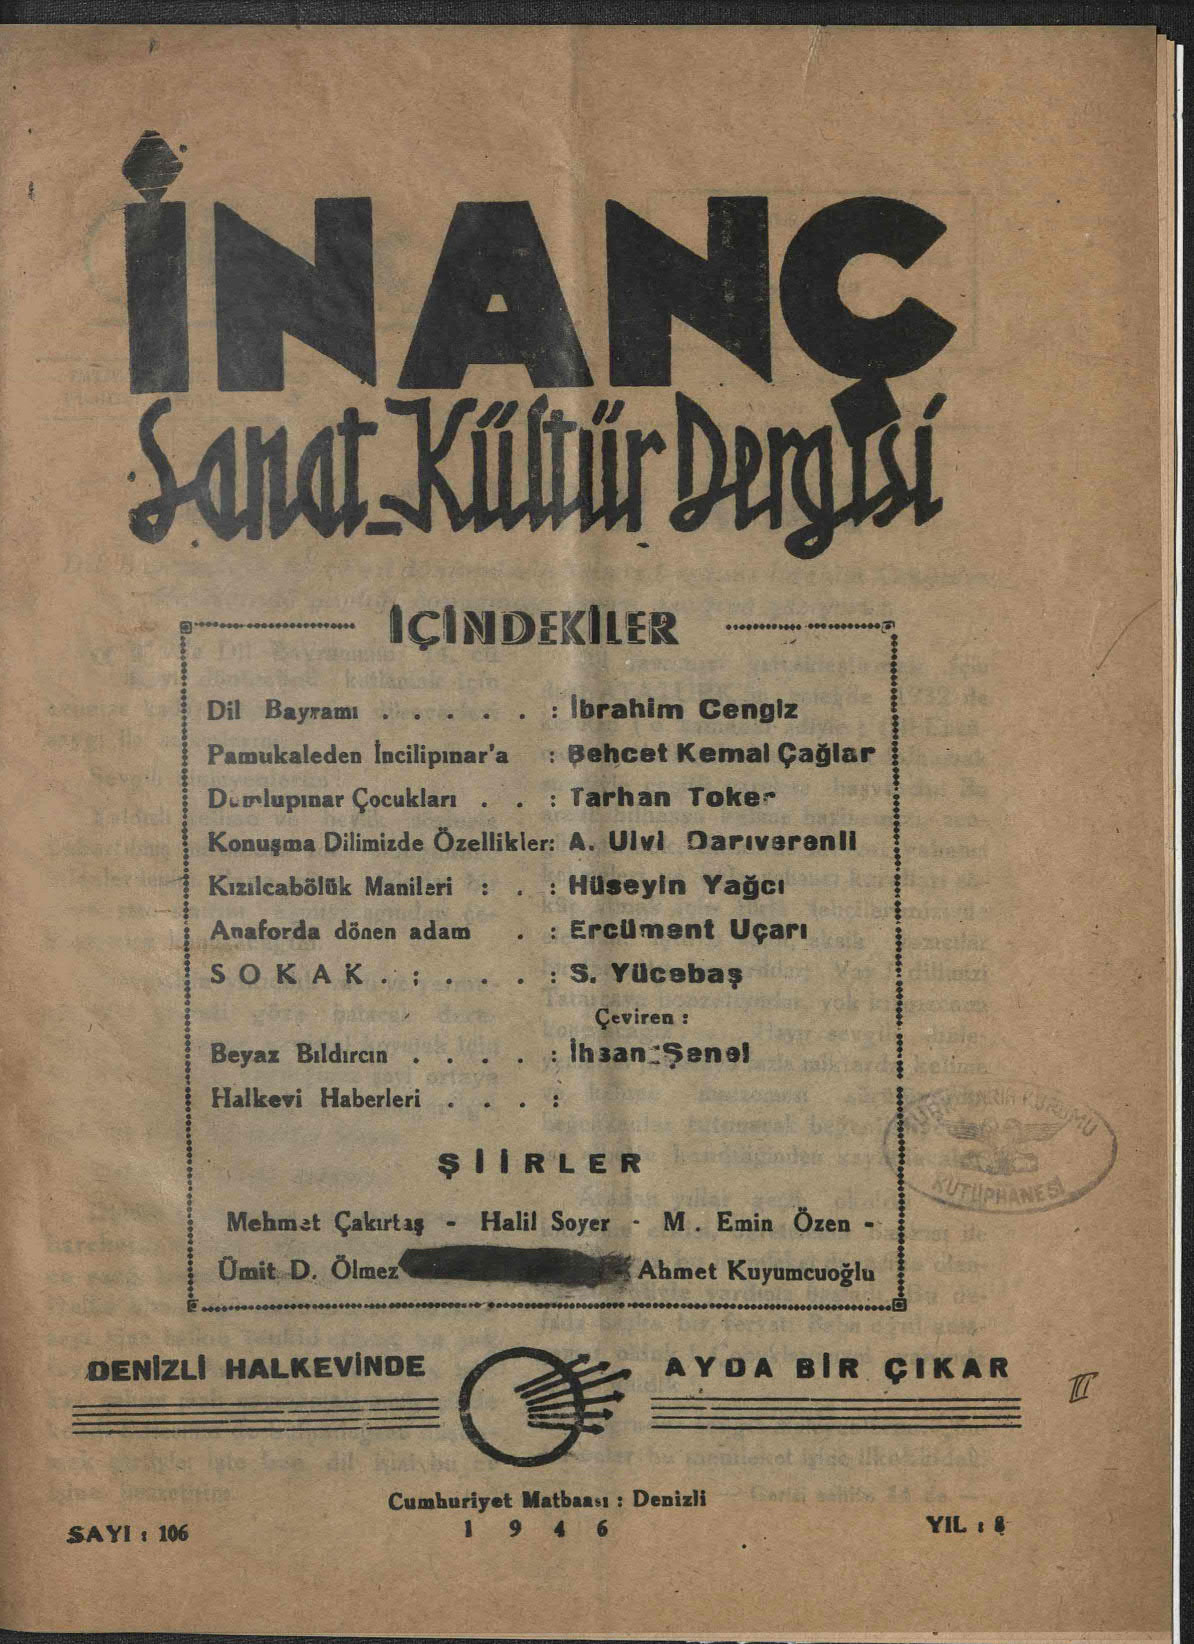 İNANÇ
Sanat-Kültür Dergisi
İÇİNDEKİLER
Dil Bayramı . . . . . : İbrahim Cengiz
Pamukaleden İncilipınar'a : Behcet Kemal Çağlar
Dumlupınar Çocukları . . : Tarhan Toker
Konuşma Dilimizde Özellikler: A. Ulvi Darıverenli
Kızılcabölük Manileri : . : Hüseyin Yağcı
Anaforda dönen adam . : Ercüment Uçarı
SOKAK . : . . . : S. Yücebaş
Çeviren :
Beyaz Bıldırcın . . . . : İhsan Şenel
Halkevi Haberleri . . . :
ŞİİRLER
Mehmet Çakırtaş - Halil Soyer - M. Emin Özen -
Ümit D. Ölmez Ahmet Kuyumcuoğlu
DENİZLİ HALKEVİNDE AYDA BİR ÇIKAR
II
Cumhuriyet Matbaası : Denizli
SAYI : 106 1946 YIL : 8
KURUMU
KÜTÜPHANESİ